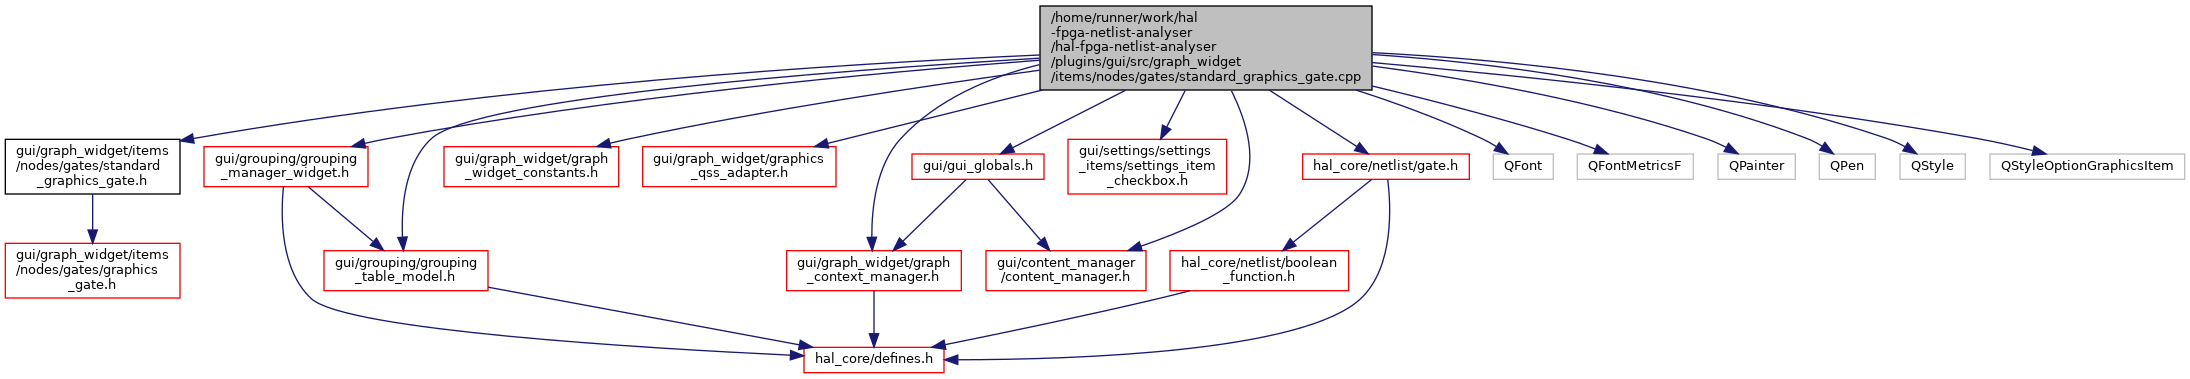 /home/runner/work/hal
-fpga-netlist-analyser
/hal-fpga-netlist-analyser
/plugins/gui/src/graph_widget
/items/nodes/gates/standard_graphics_gate.cpp
gui/graph_widget/items
/nodes/gates/standard
_graphics_gate.h
gui/grouping/grouping
_manager_widget.h
gui/graph_widget/graph
_widget_constants.h
gui/graph_widget/graphics
_qss_adapter.h
gui/gui_globals.h
gui/settings/settings
_items/settings_item
_checkbox.h
hal_core/netlist/gate.h
QFont
QFontMetricsF
QPainter
QPen
QStyle
QStyleOptionGraphicsItem
gui/graph_widget/items
/nodes/gates/graphics
_gate.h
gui/grouping/grouping
_table_model.h
gui/graph_widget/graph
_context_manager.h
gui/content_manager
/content_manager.h
hal_core/netlist/boolean
_function.h
hal_core/defines.h